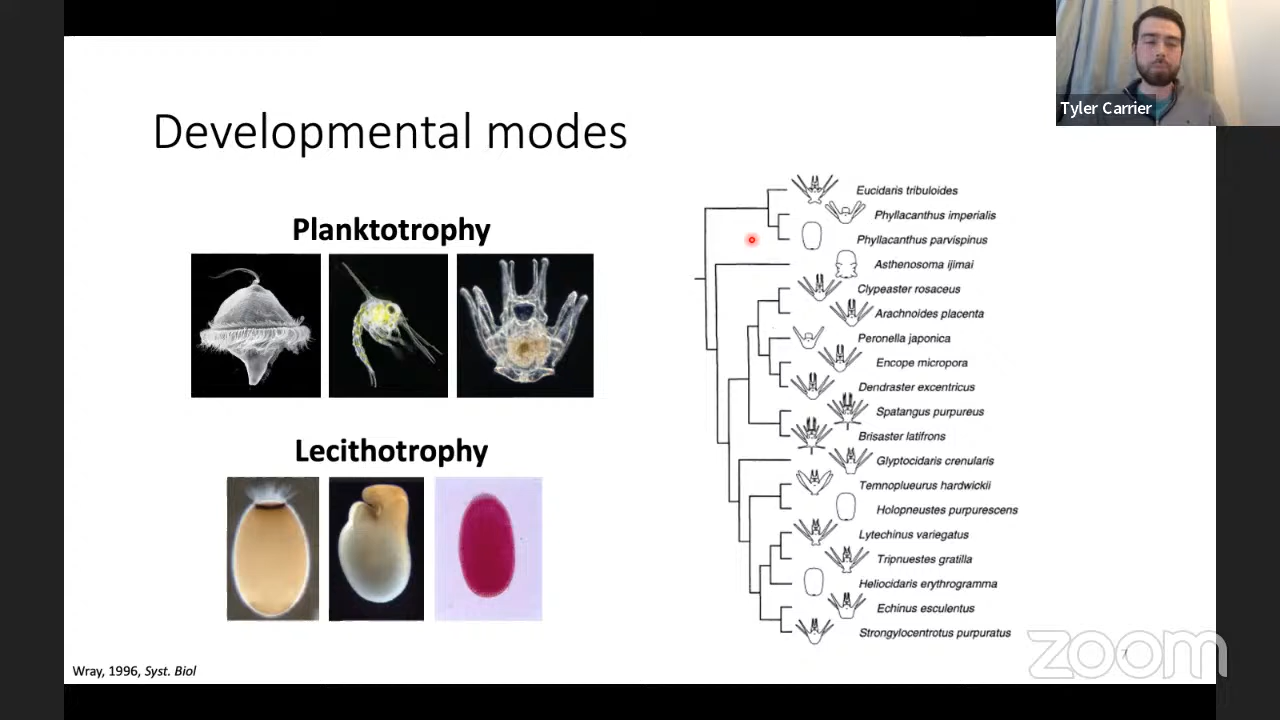 Tyler Carrier
Developmental modes
Planktotrophy
Lecithotrophy
Eucidaris tribuloides
Phyllacanthus imperialis
Phyllacanthus parvispinus
Asthenosoma ijimai
Clypeaster rosaceus
Arachnoides placenta
Peronella japonica
Encope micropora
Dendraster excentricus
Spatangus purpureus
Brisaster latifrons
Glyptocidaris crenularis
Temnoplueurus hardwickii
Holopneustes purpurescens
Lytechinus variegatus
Tripnuestes gratilla
Heliocidaris erythrogramma
Echinus esculentus
Strongylocentrotus purpuratus
Wray, 1996, Syst. Biol
7
zoom